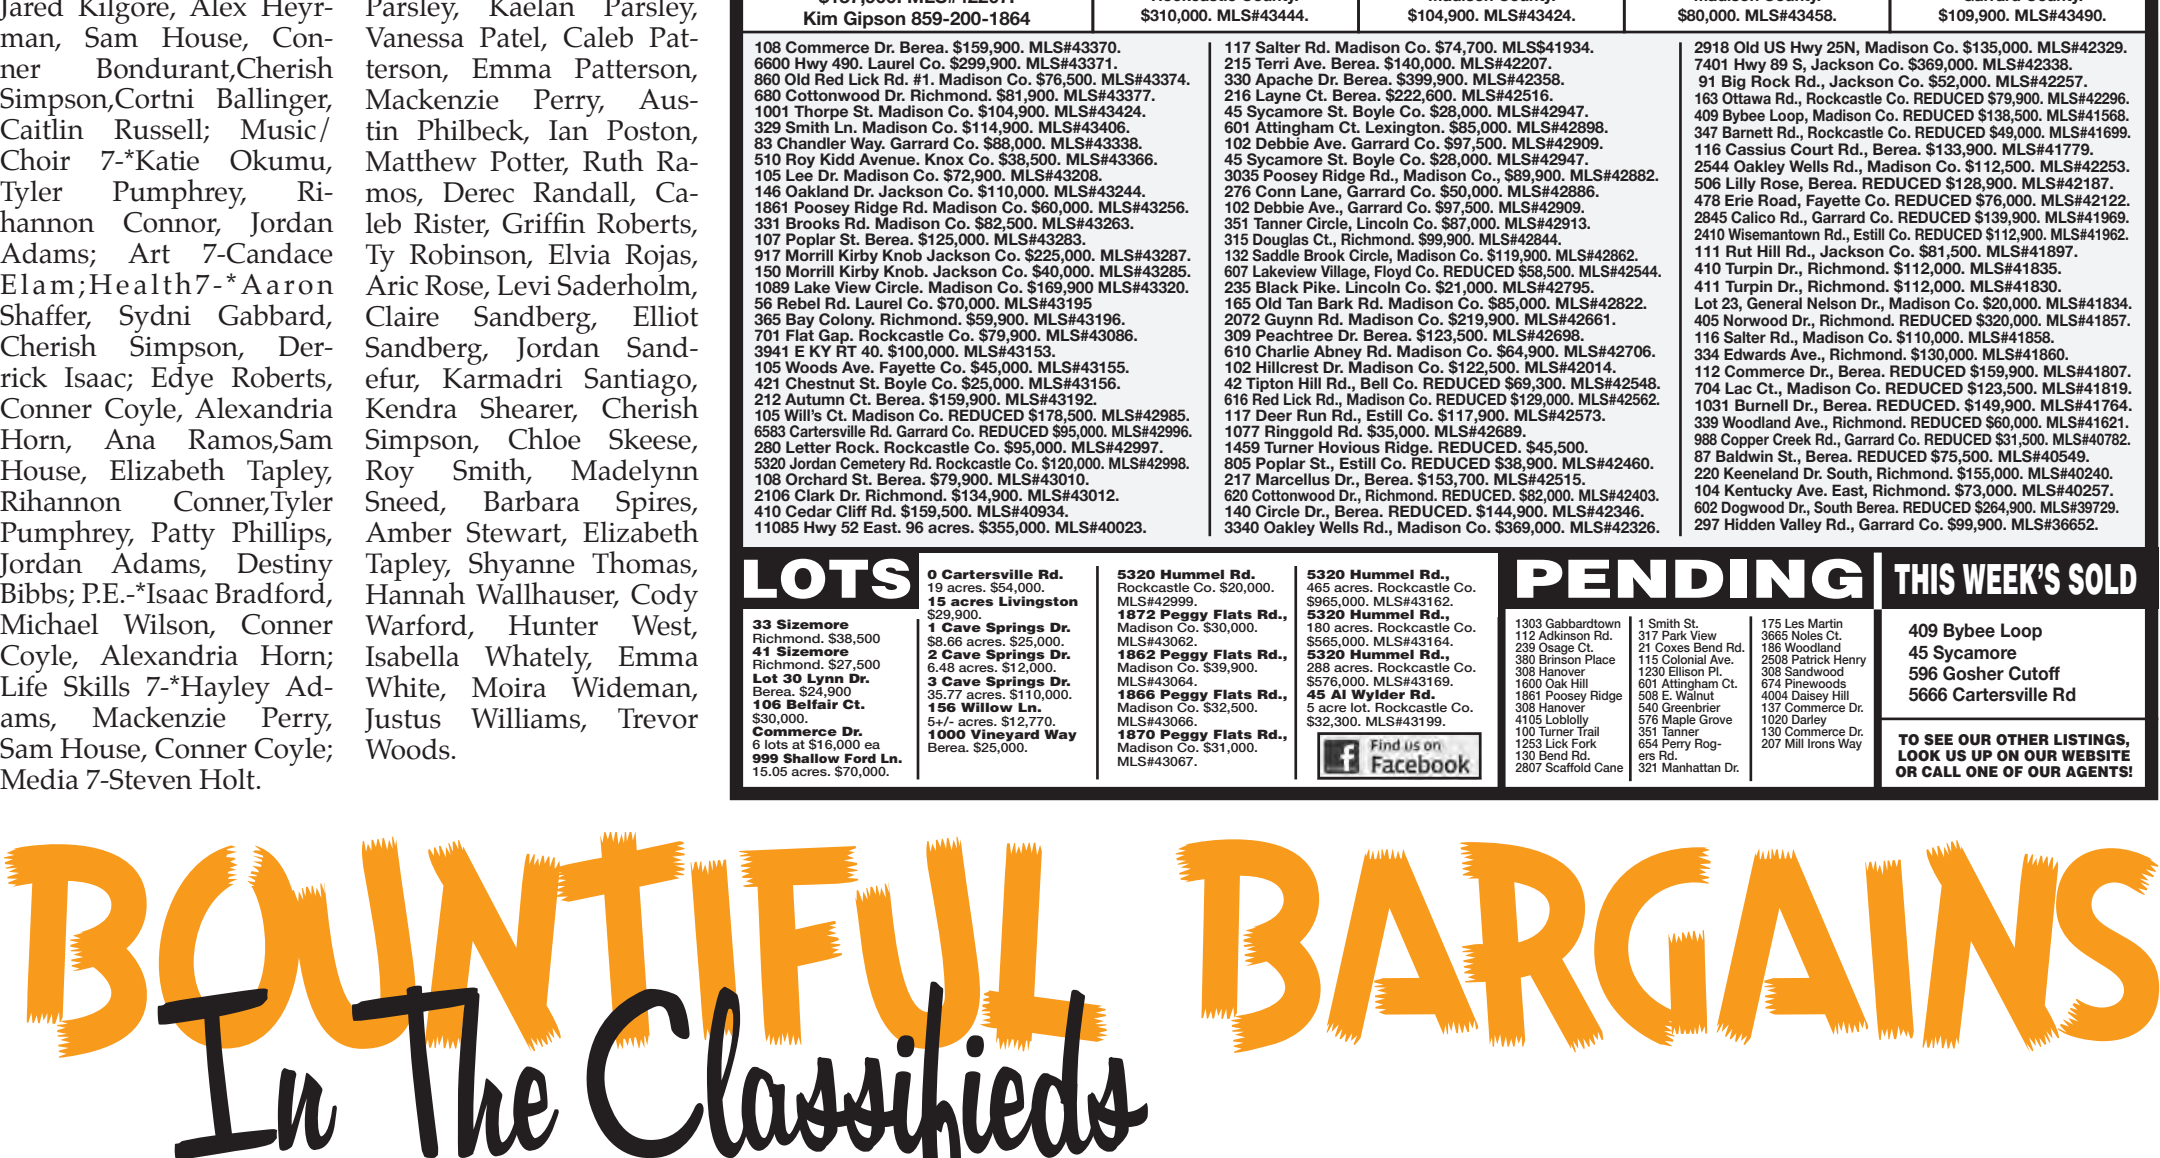 Jared Kilgore, Alex Heyr-
man, Sam House, Con-
ner Bondurant,Cherish
Simpson,Cortni Ballinger,
Caitlin Russell; Music/
Choir 7-*Katie Okumu,
Tyler Pumphrey, Ri-
hannon Connor, Jordan
Adams; Art 7-Candace
Elam;Health7-*Aaron
Shaffer, Sydni Gabbard,
Cherish Simpson, Der-
rick Isaac; Edye Roberts,
Conner Coyle, Alexandria
Horn, Ana Ramos,Sam
House, Elizabeth Tapley,
Rihannon Conner,Tyler
Pumphrey, Patty Phillips,
Jordan Adams, Destiny
Bibbs; P.E.-*Isaac Bradford,
Michael Wilson, Conner
Coyle, Alexandria Horn;
Life Skills 7-*Hayley Ad-
ams, Mackenzie Perry,
Sam House, Conner Coyle;
Media 7-Steven Holt.
Parsley, Kaelan Parsley,
Vanessa Patel, Caleb Pat-
terson, Emma Patterson,
Mackenzie Perry, Aus-
tin Philbeck, Ian Poston,
Matthew Potter, Ruth Ra-
mos, Derec Randall, Ca-
leb Rister, Griffin Roberts,
Ty Robinson, Elvia Rojas,
Aric Rose, Levi Saderholm,
Claire Sandberg, Elliot
Sandberg, Jordan Sand-
efur, Karmadri Santiago,
Kendra Shearer, Cherish
Simpson, Chloe Skeese,
Roy Smith, Madelynn
Sneed, Barbara Spires,
Amber Stewart, Elizabeth
Tapley, Shyanne Thomas,
Hannah Wallhauser, Cody
Warford, Hunter West,
Isabella Whately, Emma
White, Moira Wideman,
Justus Williams, Trevor
Woods.
Kim Gipson 859-200-1864
$310,000. MLS#43444.
$104,900. MLS#43424.
$80,000. MLS#43458.
$109,900. MLS#43490.
108 Commerce Dr. Berea. $159,900. MLS#43370.
6600 Hwy 490. Laurel Co. $299,900. MLS#43371.
860 Old Red Lick Rd. #1. Madison Co. $76,500. MLS#43374.
680 Cottonwood Dr. Richmond. $81,900. MLS#43377.
1001 Thorpe St. Madison Co. $104,900. MLS#43424.
329 Smith Ln. Madison Co. $114,900. MLS#43406.
83 Chandler Way. Garrard Co. $88,000. MLS#43338.
510 Roy Kidd Avenue. Knox Co. $38,500. MLS#43366.
105 Lee Dr. Madison Co. $72,900. MLS#43208.
146 Oakland Dr. Jackson Co. $110,000. MLS#43244.
1861 Poosey Ridge Rd. Madison Co. $60,000. MLS#43256.
331 Brooks Rd. Madison Co. $82,500. MLS#43263.
107 Poplar St. Berea. $125,000. MLS#43283.
917 Morrill Kirby Knob Jackson Co. $225,000. MLS#43287.
150 Morrill Kirby Knob. Jackson Co. $40,000. MLS#43285.
1089 Lake View Circle. Madison Co. $169,900 MLS#43320.
56 Rebel Rd. Laurel Co. $70,000. MLS#43195
365 Bay Colony. Richmond. $59,900. MLS#43196.
701 Flat Gap. Rockcastle Co. $79,900. MLS#43086.
3941 E KY RT 40. $100,000. MLS#43153.
105 Woods Ave. Fayette Co. $45,000. MLS#43155.
421 Chestnut St. Boyle Co. $25,000. MLS#43156.
212 Autumn Ct. Berea. $159,900. MLS#43192.
105 Will's Ct. Madison Co. REDUCED $178,500. MLS#42985.
6583 Cartersville Rd. Garrard Co. REDUCED $95,000. MLS#42996.
280 Letter Rock. Rockcastle Co. $95,000. MLS#42997.
5320 Jordan Cemetery Rd. Rockcastle Co. $120,000. MLS#42998.
108 Orchard St. Berea. $79,900. MLS#43010.
2106 Clark Dr. Richmond. $134,900. MLS#43012.
410 Cedar Cliff Rd. $159,500. MLS#40934.
11085 Hwy 52 East. 96 acres. $355,000. MLS#40023.
117 Salter Rd. Madison Co. $74,700. MLS$41934.
215 Terri Ave. Berea. $140,000. MLS#42207.
330 Apache Dr. Berea. $399,900. MLS#42358.
216 Layne Ct. Berea. $222,600. MLS#42516.
45 Sycamore St. Boyle Co. $28,000. MLS#42947.
601 Attingham Ct. Lexington. $85,000. MLS#42898.
102 Debbie Ave. Garrard Co. $97,500. MLS#42909.
45 Sycamore St. Boyle Co. $28,000. MLS#42947.
3035 Poosey Ridge Rd., Madison Co., $89,900. MLS#42882.
276 Conn Lane, Garrard Co. $50,000. MLS#42886.
102 Debbie Ave., Garrard Co. $97,500. MLS#42909.
351 Tanner Circle, Lincoln Co. $87,000. MLS#42913.
315 Douglas Ct., Richmond. $99,900. MLS#42844.
132 Saddle Brook Circle, Madison Co. $119,900. MLS#42862.
607 Lakeview Village, Floyd Co. REDUCED $58,500. MLS#42544.
235 Black Pike. Lincoln Co. $21,000. MLS#42795.
165 Old Tan Bark Rd. Madison Co. $85,000. MLS#42822.
2072 Guynn Rd. Madison Co. $219,900. MLS#42661.
309 Peachtree Dr. Berea. $123,500. MLS#42698.
610 Charlie Abney Rd. Madison Co. $64,900. MLS#42706.
102 Hillcrest Dr. Madison Co. $122,500. MLS#42014.
42 Tipton Hill Rd., Bell Co. REDUCED $69,300. MLS#42548.
616 Red Lick Rd., Madison Co. REDUCED $129,000. MLS#42562.
117 Deer Run Rd., Estill Co. $117,900. MLS#42573.
1077 Ringgold Rd. $35,000. MLS#42689.
1459 Turner Hovious Ridge. REDUCED. $45,500.
805 Poplar St., Estill Co. REDUCED $38,900. MLS#42460.
217 Marcellus Dr., Berea. $153,700. MLS#42515.
620 Cottonwood Dr., Richmond. REDUCED. $82,000. MLS#42403.
140 Circle Dr., Berea. REDUCED. $144,900. MLS#42346.
3340 Oakley Wells Rd., Madison Co. $369,000. MLS#42326.
2918 Old US Hwy 25N, Madison Co. $135,000. MLS#42329.
7401 Hwy 89 S, Jackson Co. $369,000. MLS#42338.
91 Big Rock Rd., Jackson Co. $52,000. MLS#42257.
163 Ottawa Rd., Rockcastle Co. REDUCED $79,900. MLS#42296.
409 Bybee Loop, Madison Co. REDUCED $138,500. MLS#41568.
347 Barnett Rd., Rockcastle Co. REDUCED $49,000. MLS#41699.
116 Cassius Court Rd., Berea. $133,900. MLS#41779.
2544 Oakley Wells Rd., Madison Co. $112,500. MLS#42253.
506 Lilly Rose, Berea. REDUCED $128,900. MLS#42187.
478 Erie Road, Fayette Co. REDUCED $76,000. MLS#42122.
2845 Calico Rd., Garrard Co. REDUCED $139,900. MLS#41969.
2410 Wisemantown Rd., Estill Co. REDUCED $112,900. MLS#41962.
111 Rut Hill Rd., Jackson Co. $81,500. MLS#41897.
410 Turpin Dr., Richmond. $112,000. MLS#41835.
411 Turpin Dr., Richmond. $112,000. MLS#41830.
Lot 23, General Nelson Dr., Madison Co. $20,000. MLS#41834.
405 Norwood Dr., Richmond. REDUCED $320,000. MLS#41857.
116 Salter Rd., Madison Co. $110,000. MLS#41858.
334 Edwards Ave., Richmond. $130,000. MLS#41860.
112 Commerce Dr., Berea. REDUCED $159,900. MLS#41807.
704 Lac Ct., Madison Co. REDUCED $123,500. MLS#41819.
1031 Burnell Dr., Berea. REDUCED. $149,900. MLS#41764.
339 Woodland Ave., Richmond. REDUCED $60,000. MLS#41621.
988 Copper Creek Rd., Garrard Co. REDUCED $31,500. MLS#40782.
87 Baldwin St., Berea. REDUCED $75,500. MLS#40549.
220 Keeneland Dr. South, Richmond. $155,000. MLS#40240.
104 Kentucky Ave. East, Richmond. $73,000. MLS#40257.
602 Dogwood Dr., South Berea. REDUCED $264,900. MLS#39729.
297 Hidden Valley Rd., Garrard Co. $99,900. MLS#36652.
LOTS
33 Sizemore
Richmond. $38,500
41 Sizemore
Richmond. $27,500
Lot 30 Lynn Dr.
Berea. $24,900
106 Belfair Ct.
$30,000.
Commerce Dr.
6 lots at $16,000 ea
999 Shallow Ford Ln.
15.05 acres. $70,000.
0 Cartersville Rd.
19 acres. $54,000.
15 acres Livingston
$29,900.
1 Cave Springs Dr.
$8.66 acres. $25,000.
2 Cave Springs Dr.
6.48 acres. $12,000.
3 Cave Springs Dr.
35.77 acres. $110,000.
156 Willow Ln.
5+/- acres. $12,770.
1000 Vineyard Way
Berea. $25,000.
5320 Hummel Rd.
Rockcastle Co. $20,000.
MLS#42999.
1872 Peggy Flats Rd.,
Madison Co. $30,000.
MLS#43062.
1862 Peggy Flats Rd.,
Madison Co. $39,900.
MLS#43064.
1866 Peggy Flats Rd.,
Madison Co. $32,500.
MLS#43066.
1870 Peggy Flats Rd.,
Madison Co. $31,000.
MLS#43067.
5320 Hummel Rd.,
465 acres. Rockcastle Co.
$965,000. MLS#43162.
5320 Hummel Rd.,
180 acres. Rockcastle Co.
$565,000. MLS#43164.
5320 Hummel Rd.,
288 acres. Rockcastle Co.
$576,000. MLS#43169.
45 Al Wylder Rd.
5 acre lot. Rockcastle Co.
$32,300. MLS#43199.
f Find us on
Facebook
PENDING
1303 Gabbardtown
112 Adkinson Rd.
239 Osage Ct.
380 Brinson Place
308 Hanover
1600 Oak Hill
1861 Poosey Ridge
308 Hanover
4105 Loblolly
100 Turner Trail
1253 Lick Fork
130 Bend Rd.
2807 Scaffold Cane
1 Smith St.
317 Park View
21 Coxes Bend Rd.
115 Colonial Ave.
1230 Ellison Pl.
601 Attingham Ct.
508 E. Walnut
540 Greenbrier
576 Maple Grove
351 Tanner
654 Perry Rog-
ers Rd.
321 Manhattan Dr.
175 Les Martin
3665 Noles Ct.
186 Woodland
2508 Patrick Henry
308 Sandwood
674 Pinewoods
4004 Daisey Hill
137 Commerce Dr.
1020 Darley
130 Commerce Dr.
207 Mill Irons Way
THIS WEEK'S SOLD
409 Bybee Loop
45 Sycamore
596 Gosher Cutoff
5666 Cartersville Rd
TO SEE OUR OTHER LISTINGS,
LOOK US UP ON OUR WEBSITE
OR CALL ONE OF OUR AGENTS!
BOUNTIFUL BARGAINS
In The Classifieds